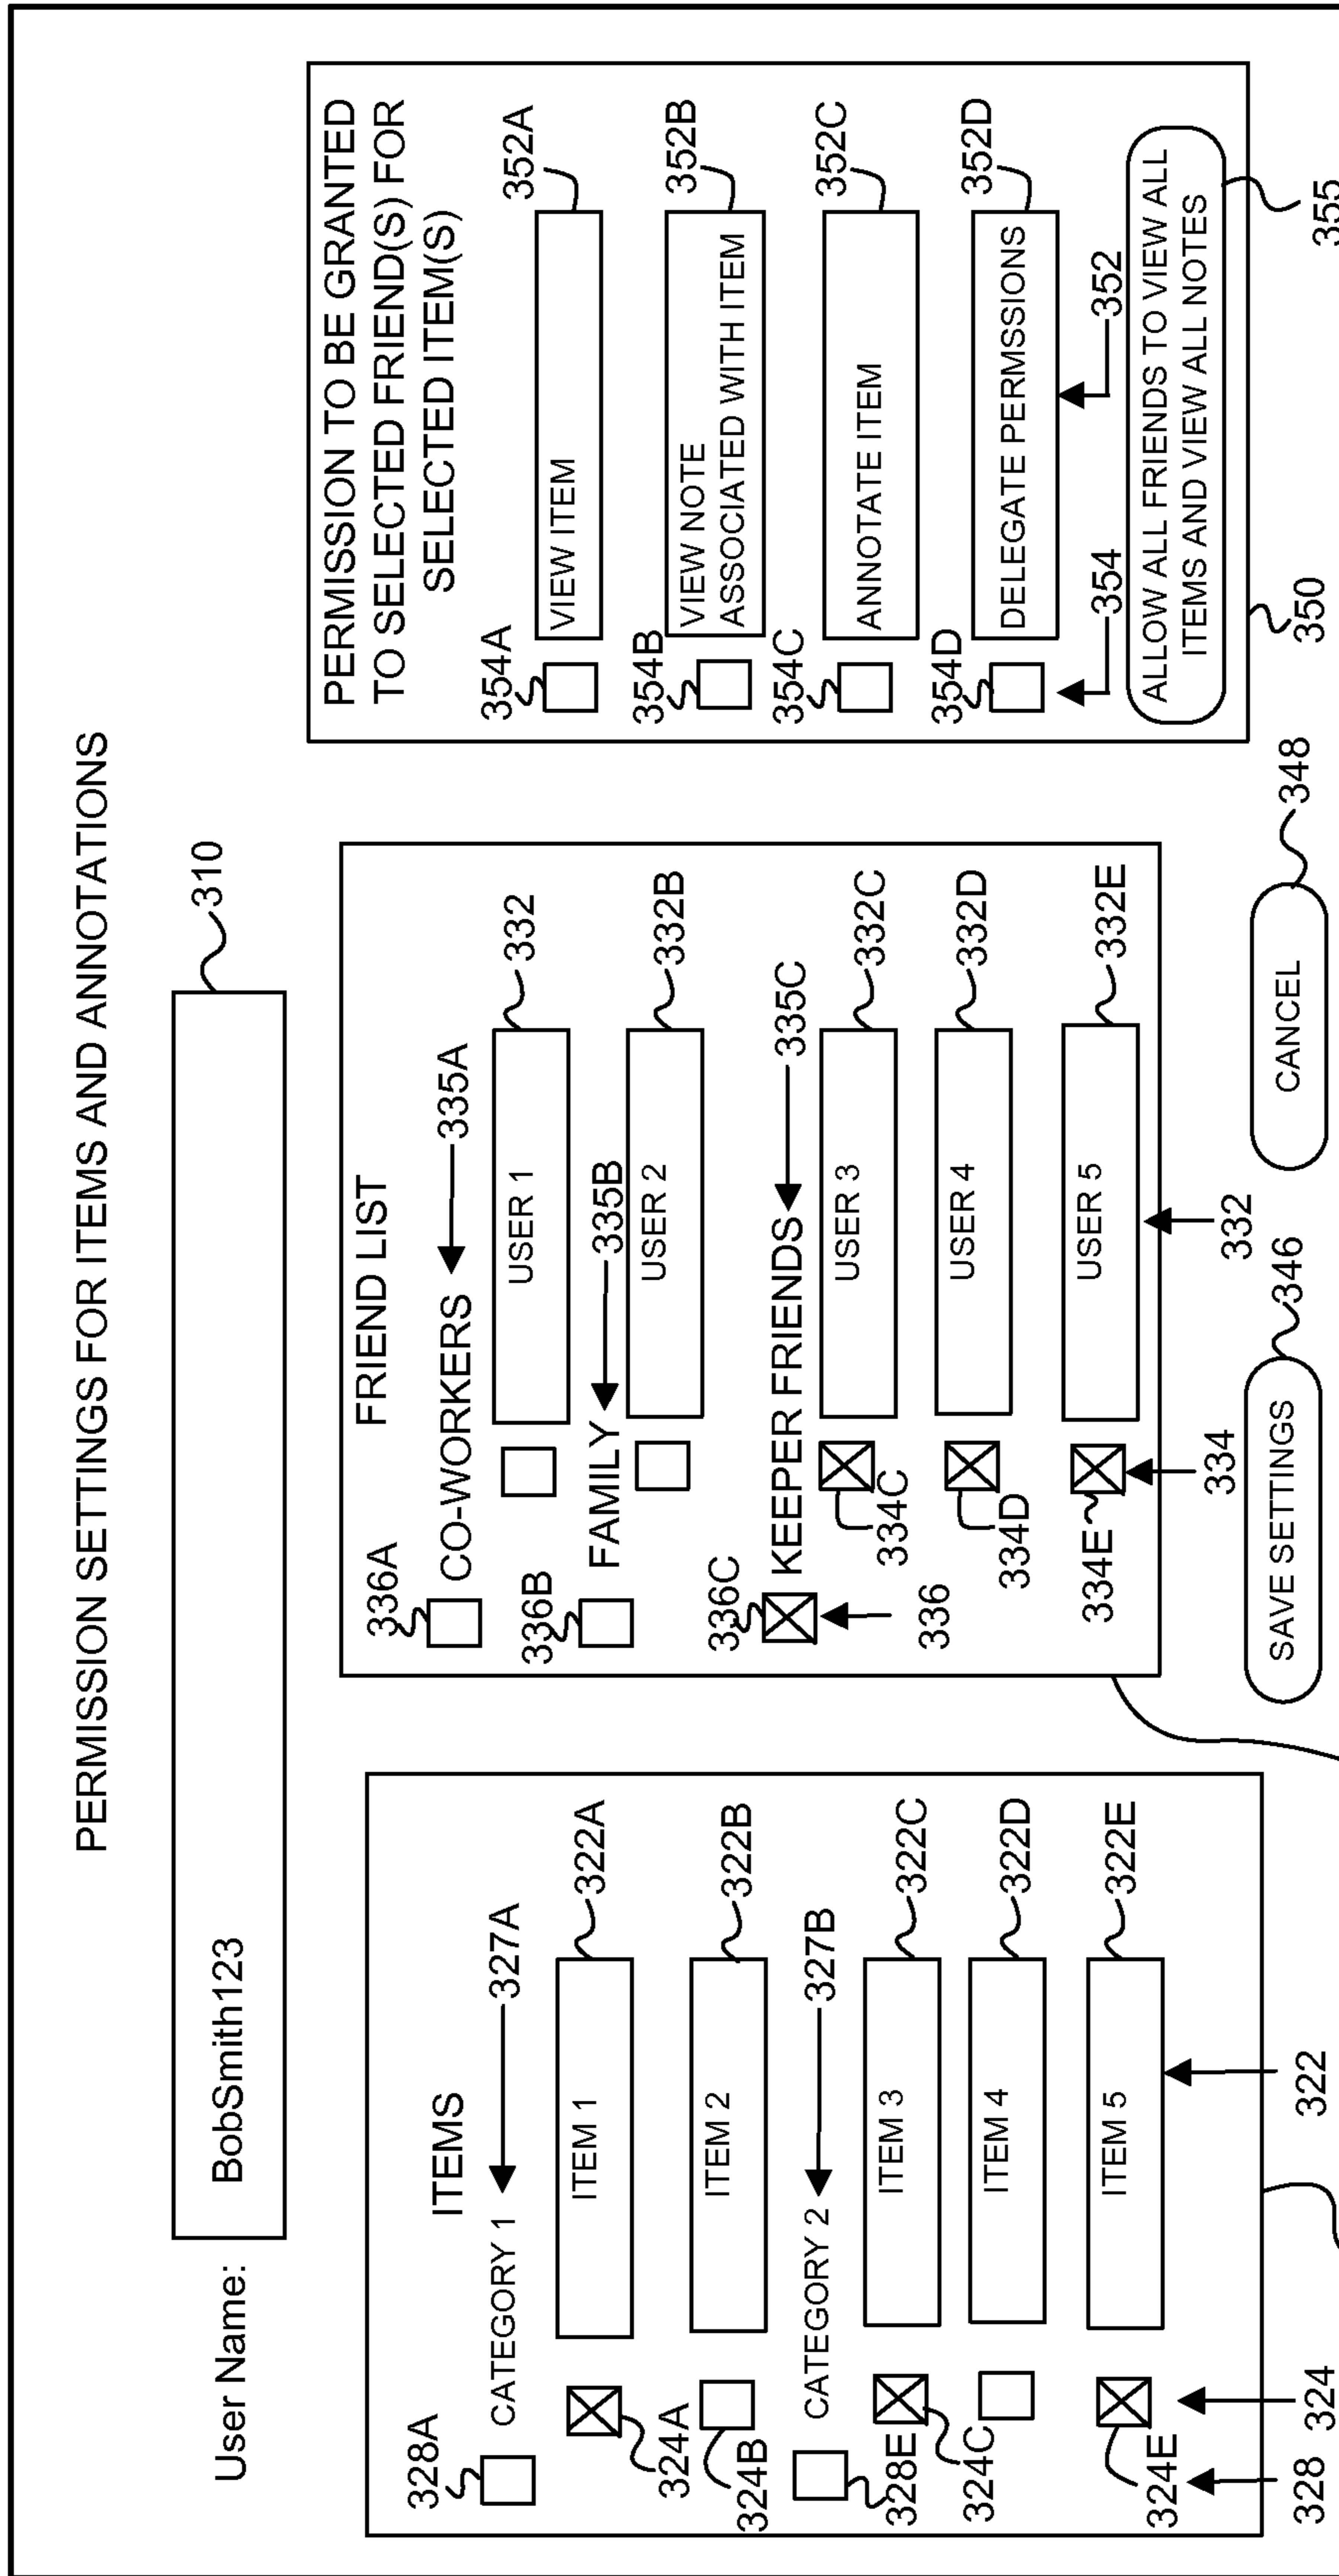 PERMISSION SETTINGS FOR ITEMS AND ANNOTATIONS
User Name:
BobSmith123
310
ITEMS
328A
CATEGORY 1
327A
ITEM 1
322A
324A
ITEM 2
322B
324B
CATEGORY 2
327B
328E
ITEM 3
322C
324C
ITEM 4
322D
ITEM 5
322E
324E
328
324
322
FRIEND LIST
336A
CO-WORKERS
335A
USER 1
332
336B
FAMILY
335B
USER 2
332B
336C
KEEPER FRIENDS
335C
USER 3
332C
334C
336
USER 4
332D
334D
USER 5
332E
334E
334
332
SAVE SETTINGS
346
CANCEL
348
PERMISSION TO BE GRANTED
TO SELECTED FRIEND(S) FOR
SELECTED ITEM(S)
354A
VIEW ITEM
352A
354B
VIEW NOTE
ASSOCIATED WITH ITEM
352B
354C
ANNOTATE ITEM
352C
354D
DELEGATE PERMSSIONS
352D
354
352
ALLOW ALL FRIENDS TO VIEW ALL
ITEMS AND VIEW ALL NOTES
350
355